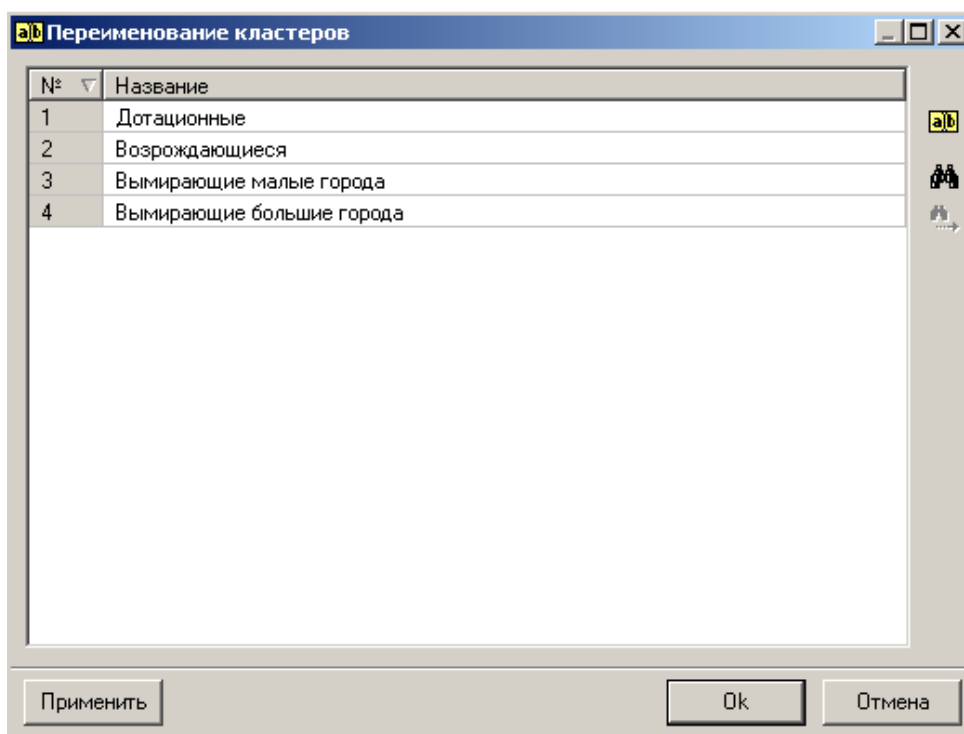 a|b Переименование кластеров
№ Название
1 Дотационные
2 Возрождающиеся
a|b
3 Вымирающие малые города
4 Вымирающие большие города
Применить Ok Отмена